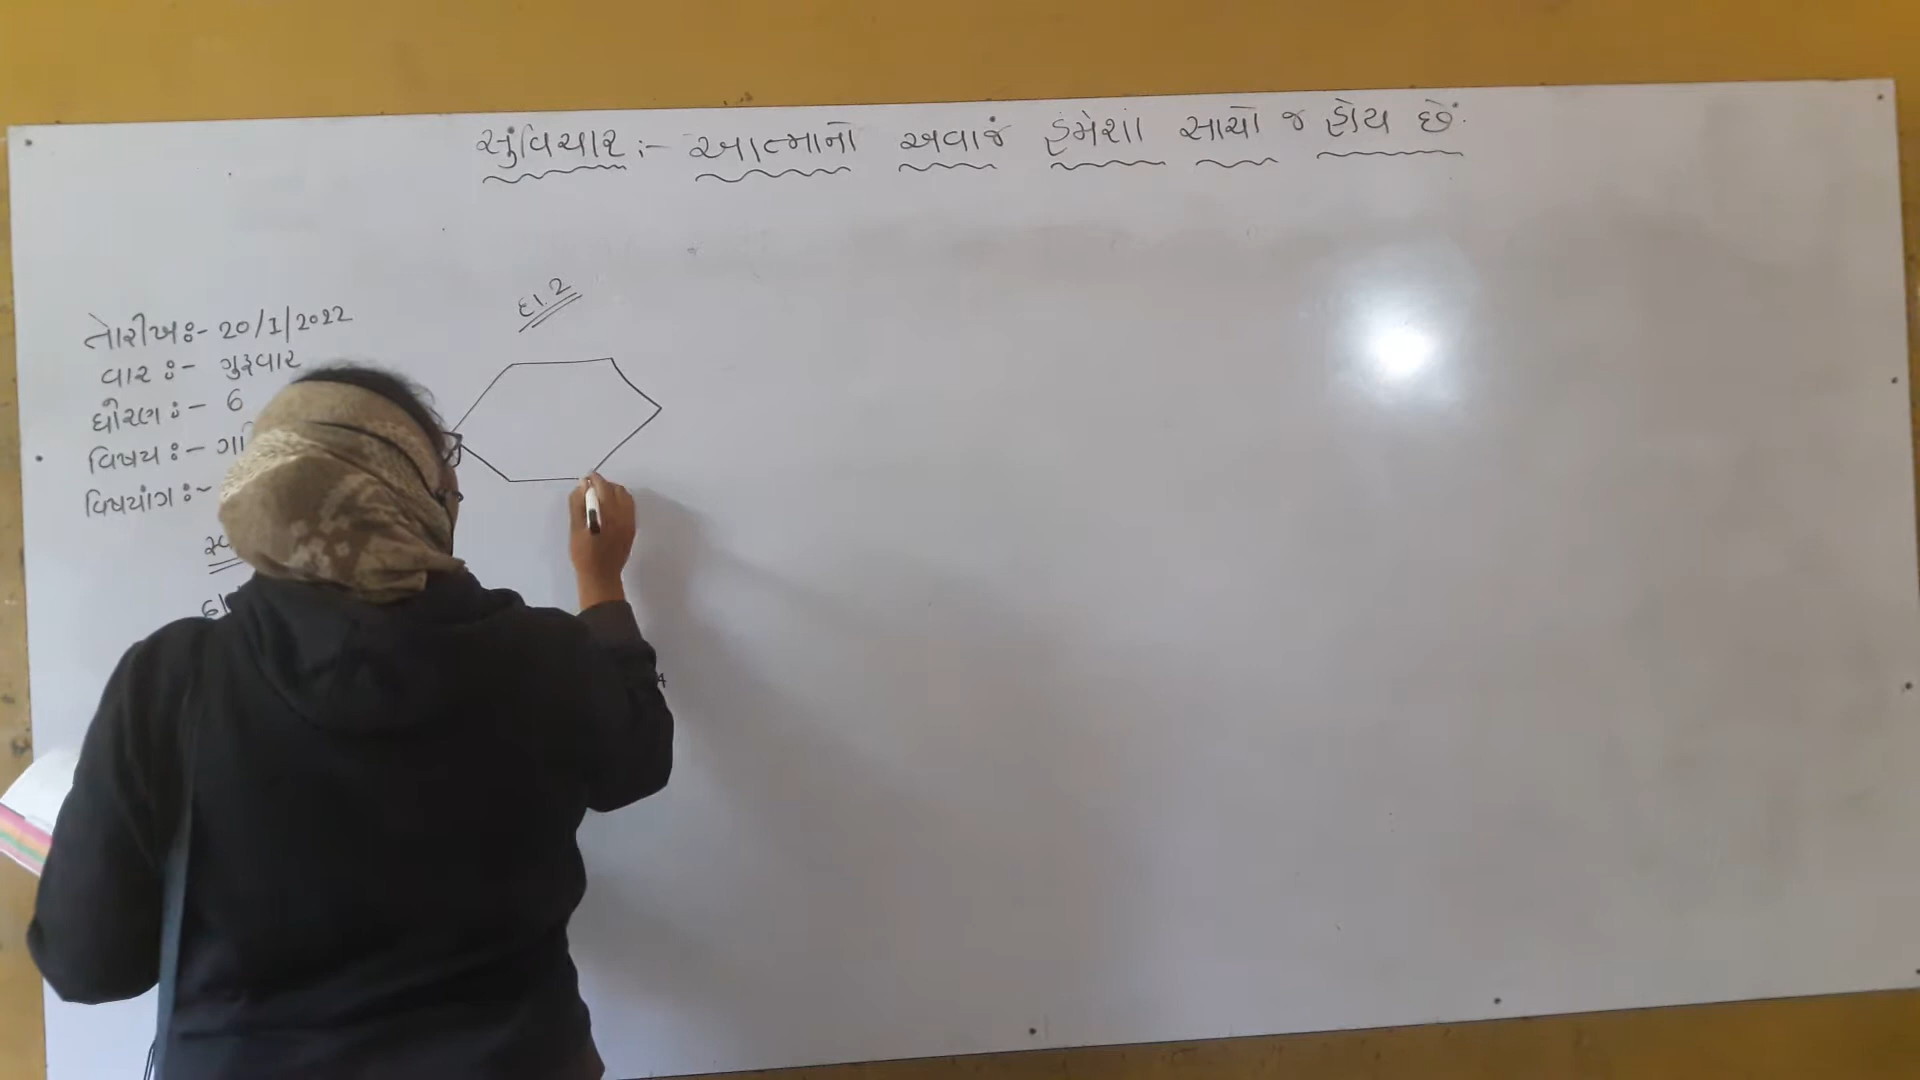 સુંવિચાર :- આત્માનો અવાજ હંમેશા સાચો જ હોય છે.
તારીખ :- 20/1/2022
વાર :- ગુરૂવાર
ધોરણ :- 6
વિષય :-
વિષયાંગ :-
દા.2